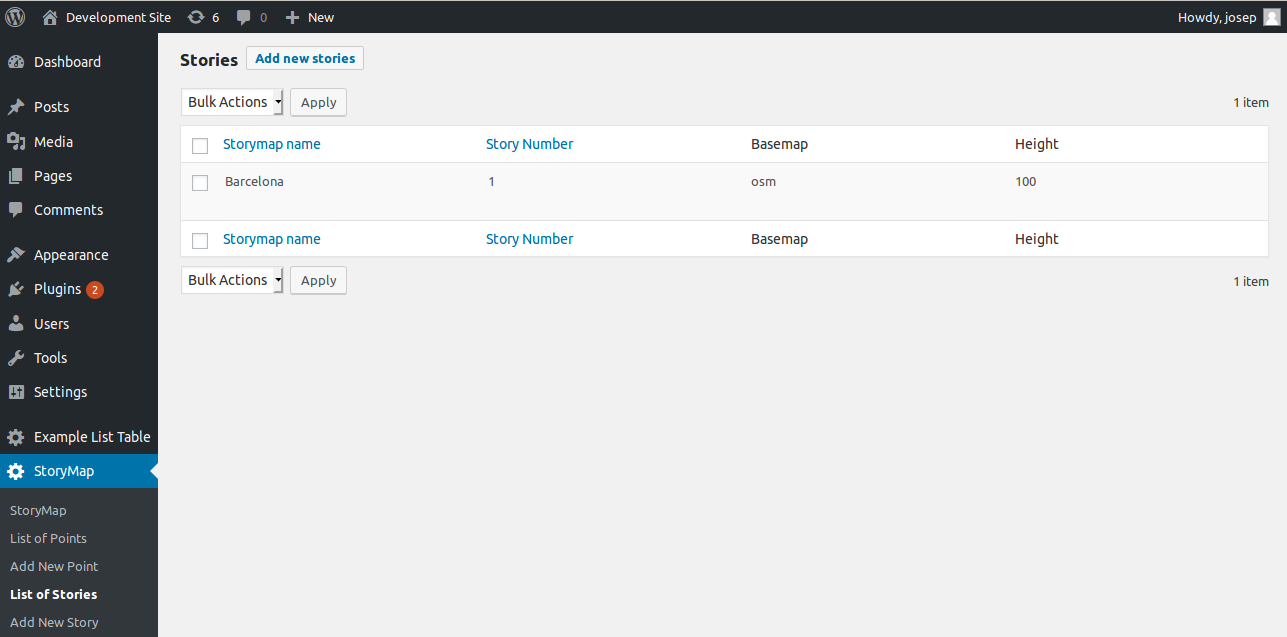 Development Site 6 0 New Howdy, josep
Dashboard
Posts
Media
Pages
Comments
Appearance
Plugins 2
Users
Tools
Settings
Example List Table
StoryMap
StoryMap
List of Points
Add New Point
List of Stories
Add New Story
Stories Add new stories
Bulk Actions Apply 1 item
Storymap name Story Number Basemap Height
Barcelona 1 osm 100
Storymap name Story Number Basemap Height
Bulk Actions Apply 1 item